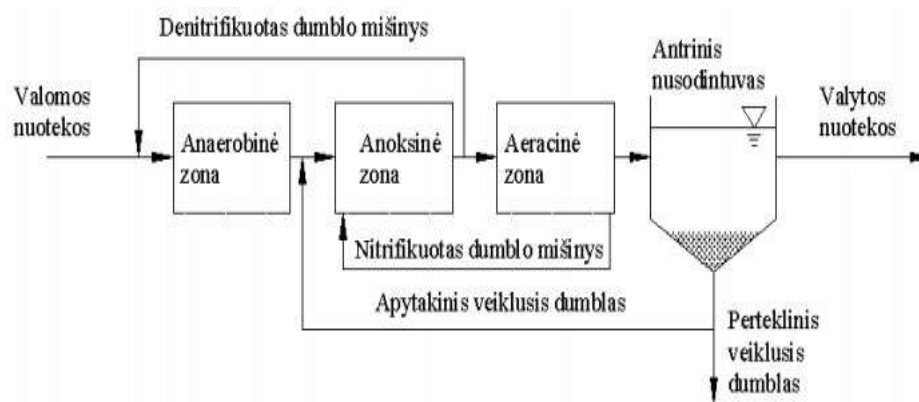 Denitrifikuotas dumblo mišinys
Antrinis
nusodintuvas
Valomos
nuotekos
Valytos
nuotekos
Anaerobinė
zona
Anoksinė
zona
Aeracinė
zona
Nitrifikuotas dumblo mišinys
Apytakinis veiklusis dumblas
Perteklinis
veiklusis
dumblas